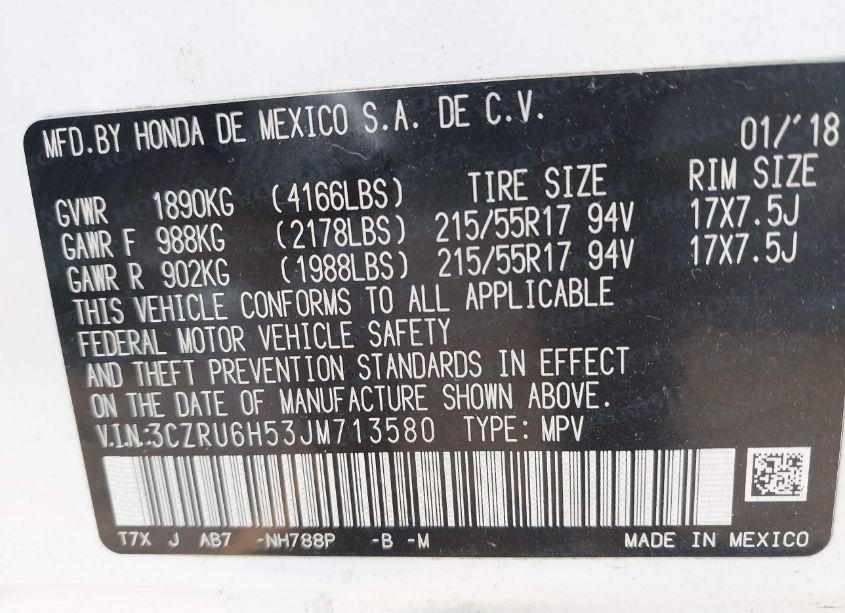 MFD.BY HONDA DE MEXICO S.A. DE C.V. 01/'18
GVWR 1890KG (4166LBS) TIRE SIZE RIM SIZE
GAWR F 988KG (2178LBS) 215/55R17 94V 17X7.5J
GAWR R 902KG (1988LBS) 215/55R17 94V 17X7.5J
THIS VEHICLE CONFORMS TO ALL APPLICABLE
FEDERAL MOTOR VEHICLE SAFETY
AND THEFT PREVENTION STANDARDS IN EFFECT
ON THE DATE OF MANUFACTURE SHOWN ABOVE.
V.I.N:3CZRU6H53JM713580 TYPE: MPV
T7X J AB7 -NH788P -B -M MADE IN MEXICO